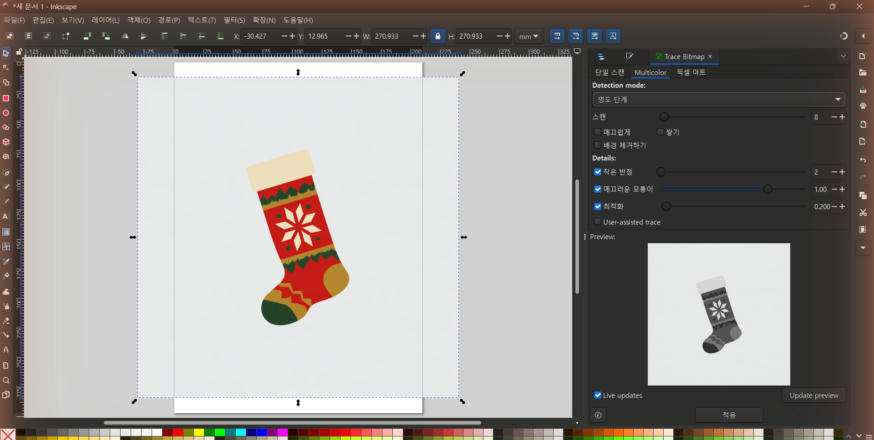 *새 문서 1 - Inkscape
파일(F) 편집(E) 보기(V) 레이어(L) 객체(O) 경로(P) 텍스트(T) 필터(S) 확장(N) 도움말(H)
X: -30.427 Y: 12.965 W: 270.933 H: 270.933 mm
Trace Bitmap
단일 스캔 Multicolor 픽셀 아트
Detection mode:
명도 단계
스캔 8
매끄럽게 쌓기
배경 제거하기
Details:
작은 반점 2
매끄러운 모퉁이 1.00
최적화 0.200
User-assisted trace
Preview:
Live updates Update preview
적용